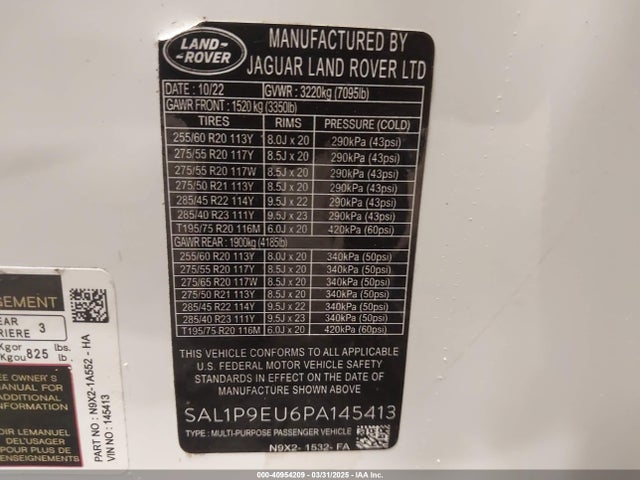 LAND-
ROVER
MANUFACTURED BY
JAGUAR LAND ROVER LTD
DATE : 10/22 GVWR : 3220kg (7095lb)
GAWR FRONT : 1520 kg (3350lb)
TIRES RIMS PRESSURE (COLD)
255/60 R20 113Y 8.0J x 20 290kPa (43psi)
275/55 R20 117Y 8.5J x 20 290kPa (43psi)
275/55 R20 117W 8.5J x 20 290kPa (43psi)
275/50 R21 113Y 8.5J x 20 290kPa (43psi)
285/45 R22 114Y 9.5J x 22 290kPa (43psi)
285/40 R23 111Y 9.5J x 23 290kPa (43psi)
T195/75 R20 116M 6.0J x 20 420kPa (60psi)
GAWR REAR : 1900kg (4185lb)
255/60 R20 113Y 8.0J x 20 340kPa (50psi)
275/55 R20 117Y 8.5J x 20 340kPa (50psi)
275/65 R20 117W 8.5J x 20 340kPa (50psi)
275/50 R21 113Y 8.5J x 20 340kPa (50psi)
285/45 R22 114Y 9.5J x 22 340kPa (50psi)
285/40 R23 111Y 9.5J x 23 340kPa (50psi)
T195/75 R20 116M 6.0J x 20 420kPa (60psi)
THIS VEHICLE CONFORMS TO ALL APPLICABLE
U.S. FEDERAL MOTOR VEHICLE SAFETY
STANDARDS IN EFFECT ON THE DATE OF
MANUFACTURE SHOWN ABOVE
SAL1P9EU6PA145413
TYPE : MULTI-PURPOSE PASSENGER VEHICLE
N9X2- 1532- FA
GEMENT
EAR
RIERE 3
Kgor lbs.
Kgou 825 lb.
EE OWNER'S
MANUAL FOR
ADDITIONAL
INFORMATION
OIR LEMANUEL
DEL'USAGER
POUR PLUS DE
ENSEIGNEMENTS
PART NO : N9X2-1A552 - HA
VIN NO : 145413
000-40954209 - 03/31/2025 - IAAPA